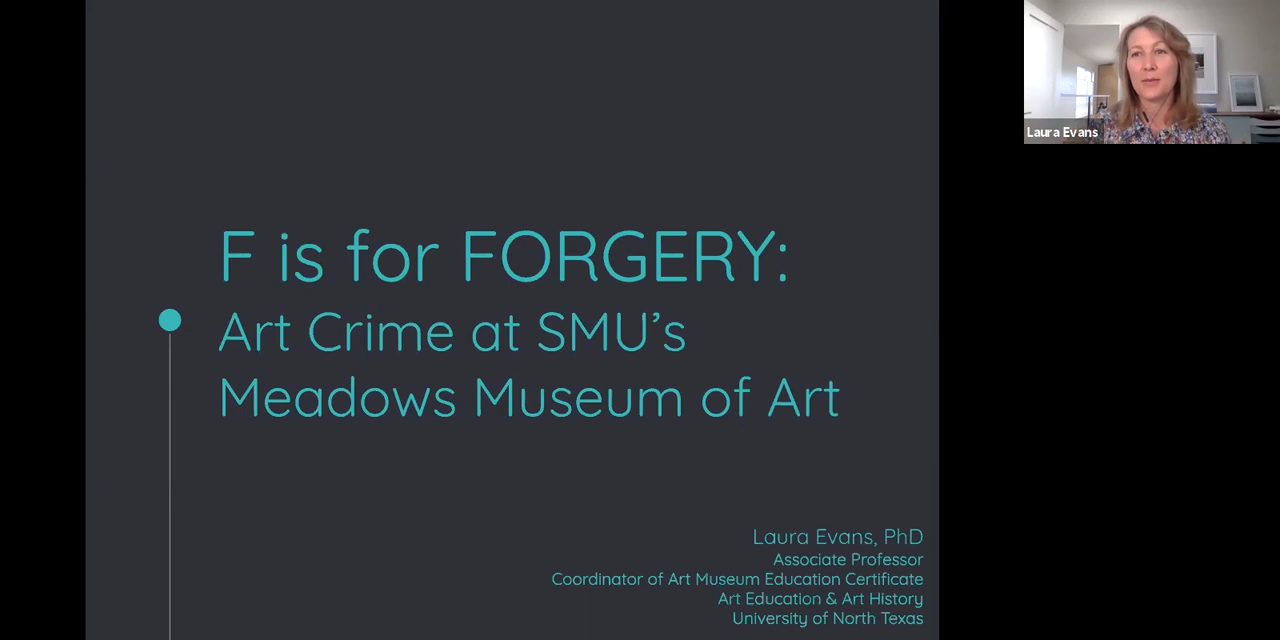 F is for FORGERY:
Art Crime at SMU’s
Meadows Museum of Art
Laura Evans, PhD
Associate Professor
Coordinator of Art Museum Education Certificate
Art Education & Art History
University of North Texas
Laura Evans